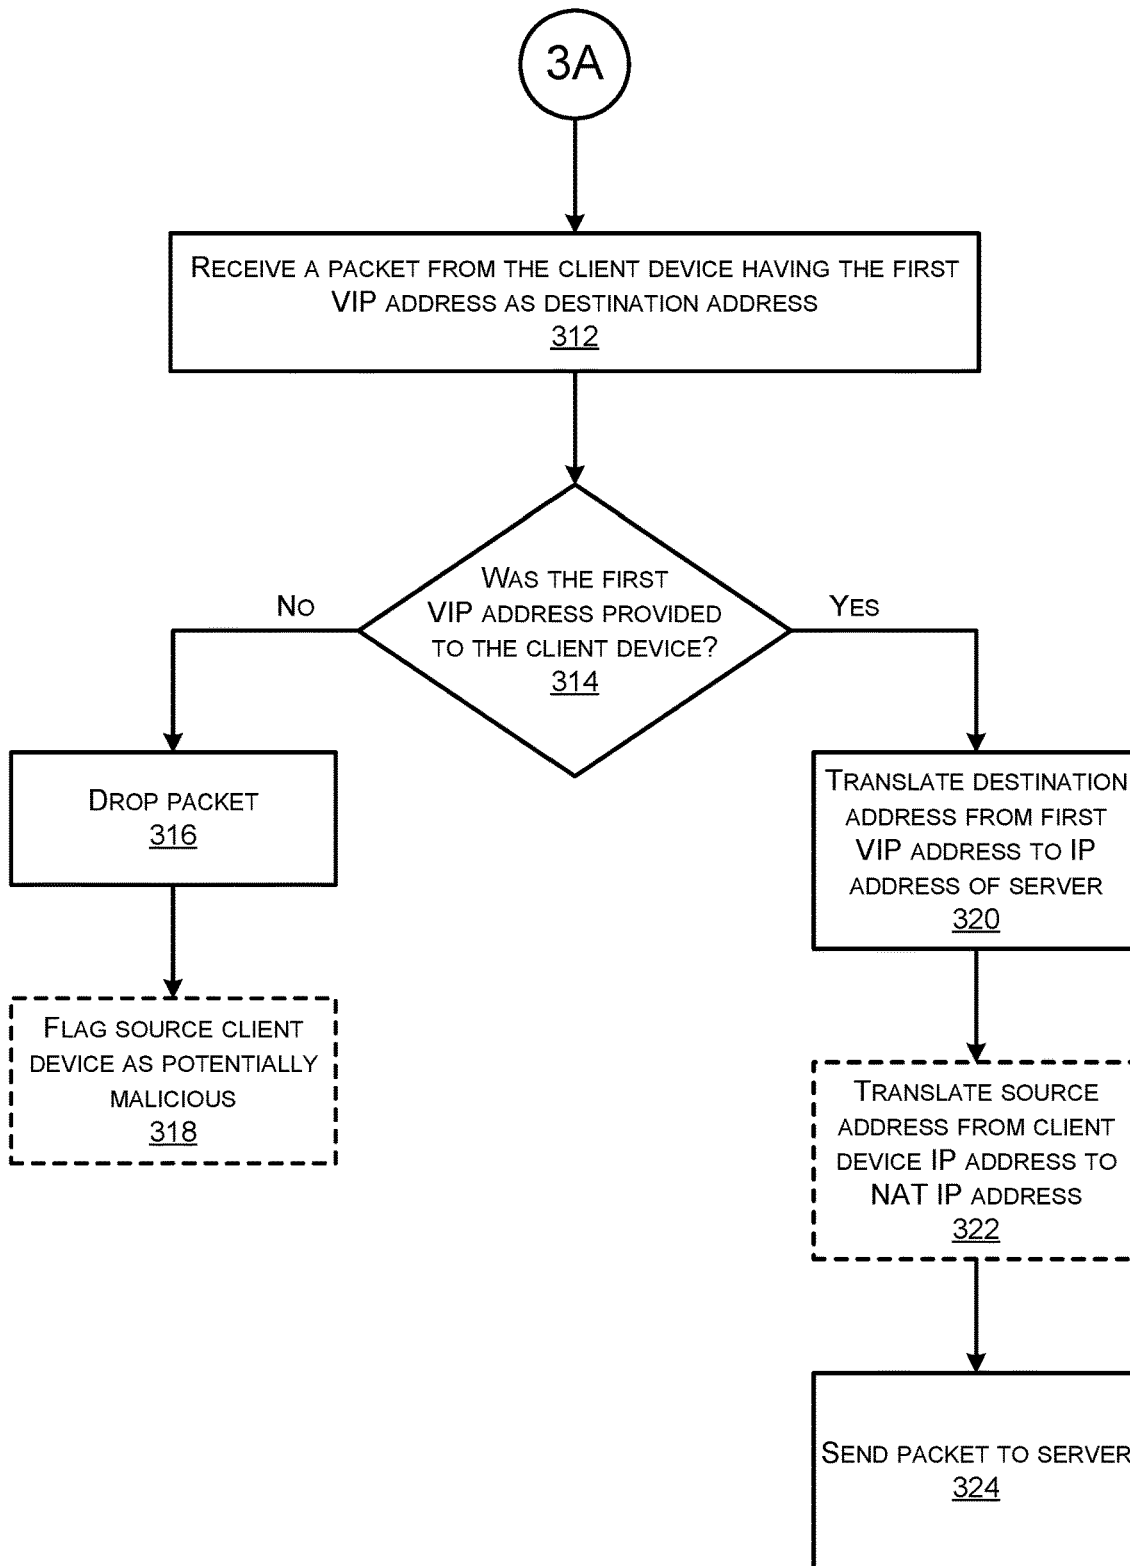 3A
RECEIVE A PACKET FROM THE CLIENT DEVICE HAVING THE FIRST
VIP ADDRESS AS DESTINATION ADDRESS
312
WAS THE FIRST
VIP ADDRESS PROVIDED
TO THE CLIENT DEVICE?
314
NO
YES
DROP PACKET
316
FLAG SOURCE CLIENT
DEVICE AS POTENTIALLY
MALICIOUS
318
TRANSLATE DESTINATION
ADDRESS FROM FIRST
VIP ADDRESS TO IP
ADDRESS OF SERVER
320
TRANSLATE SOURCE
ADDRESS FROM CLIENT
DEVICE IP ADDRESS TO
NAT IP ADDRESS
322
SEND PACKET TO SERVER
324